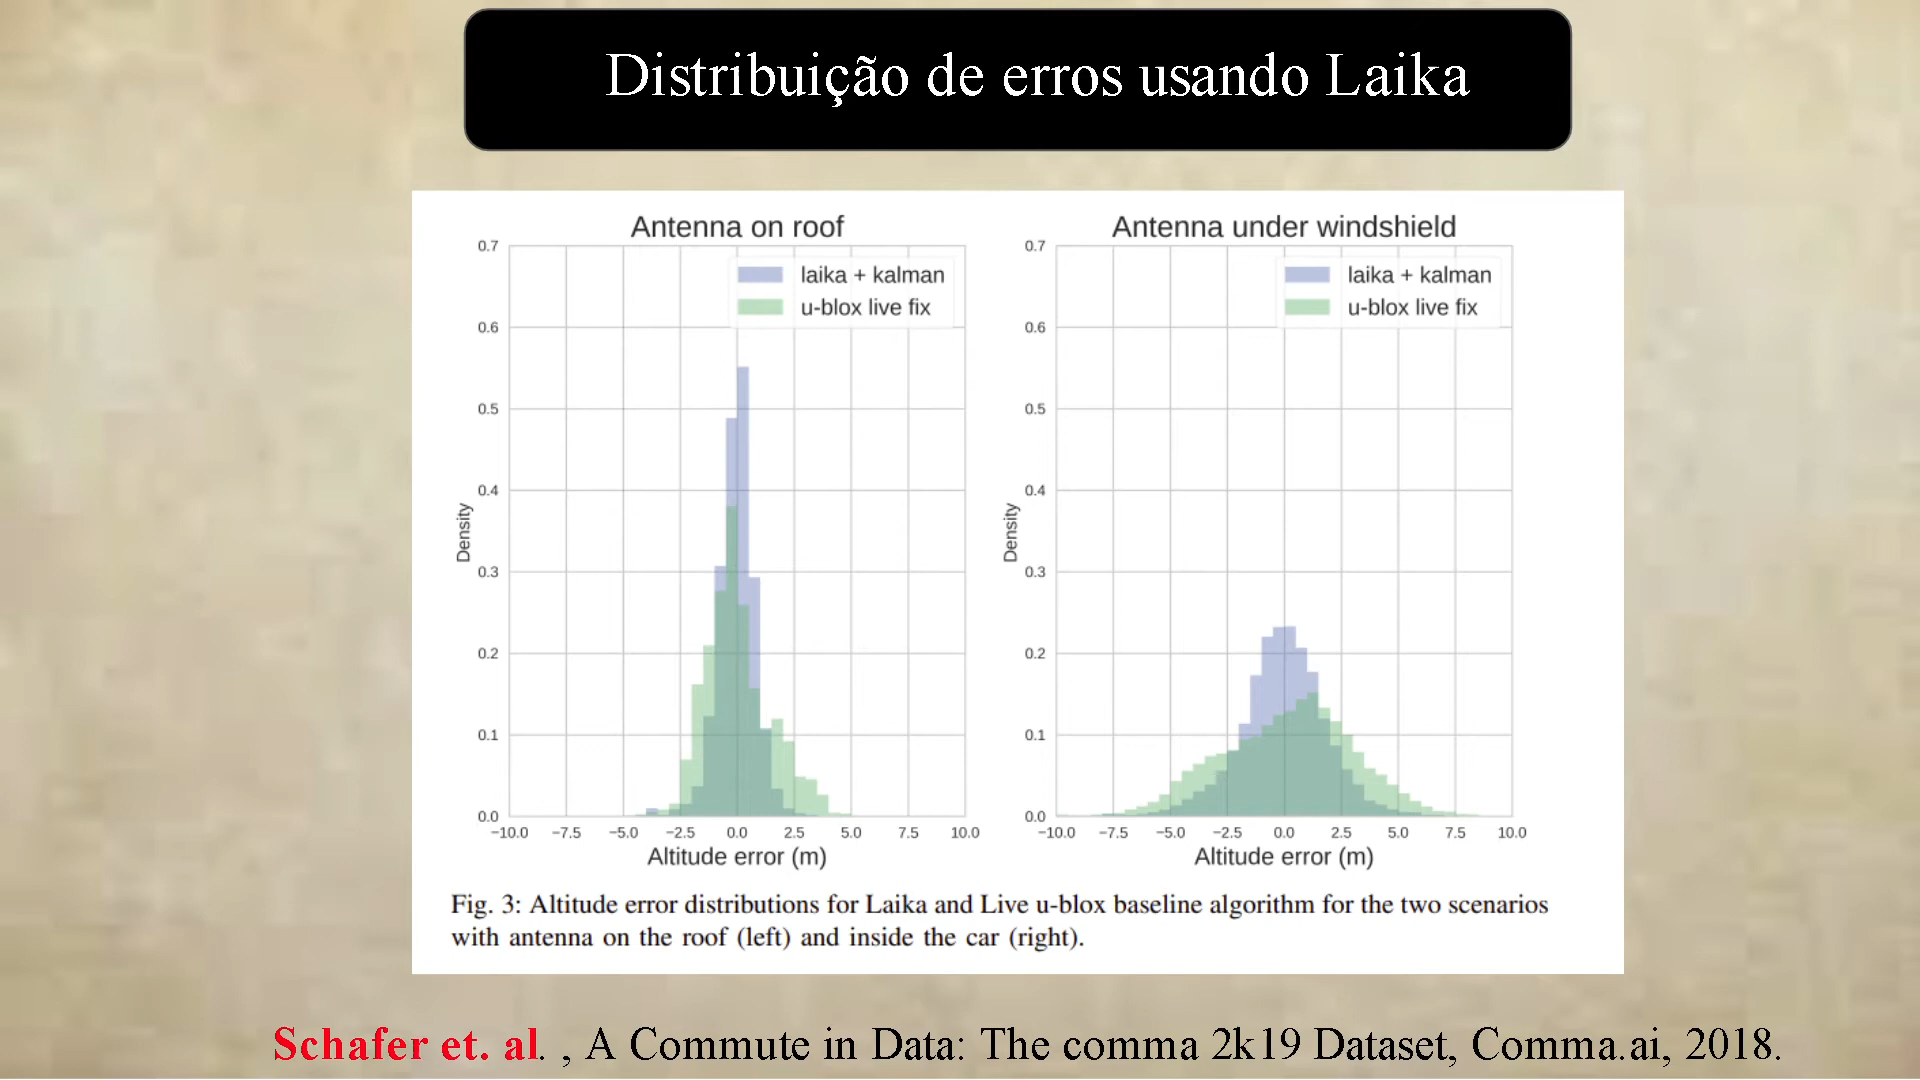 Distribuição de erros usando Laika
Antenna on roof
0.7
0.6
0.5
0.4
0.3
0.2
0.1
0.0
Density
laika + kalman
u-blox live fix
−10.0 −7.5 −5.0 −2.5 0.0 2.5 5.0 7.5 10.0
Altitude error (m)
Antenna under windshield
0.7
0.6
0.5
0.4
0.3
0.2
0.1
0.0
Density
laika + kalman
u-blox live fix
−10.0 −7.5 −5.0 −2.5 0.0 2.5 5.0 7.5 10.0
Altitude error (m)
Fig. 3: Altitude error distributions for Laika and Live u-blox baseline algorithm for the two scenarios
with antenna on the roof (left) and inside the car (right).
Schafer et. al. , A Commute in Data: The comma 2k19 Dataset, Comma.ai, 2018.